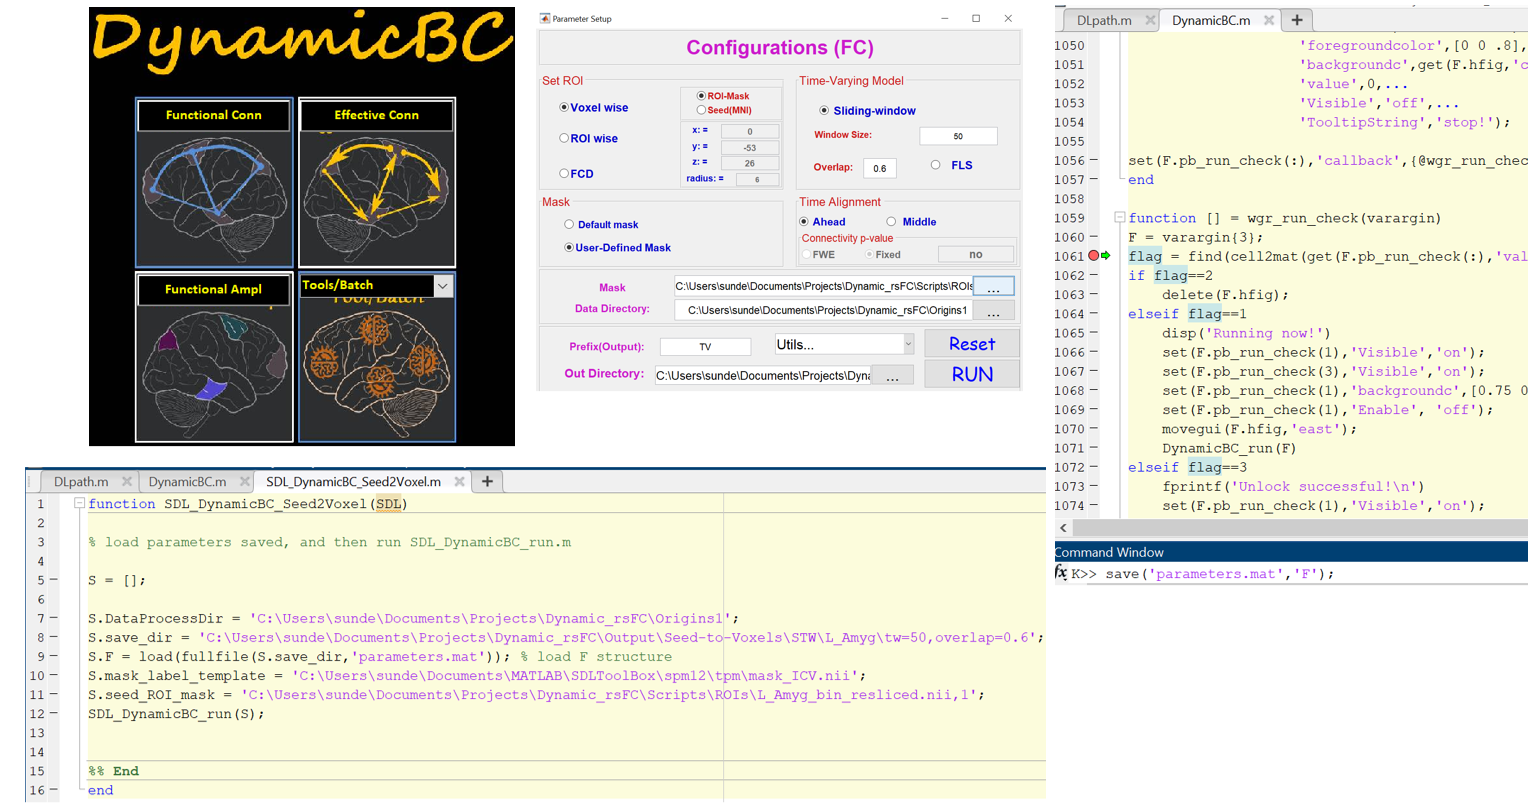 DynamicBC
Functional Conn
Effective Conn
Functional Ampl
Tools/Batch
Tool/Batch
Parameter Setup
Configurations (FC)
Set ROI
Voxel wise
ROI wise
FCD
ROI-Mask
Seed(MNI)
x: = 0
y: = -53
z: = 26
radius: = 6
Time-Varying Model
Sliding-window
Window Size: 50
Overlap: 0.6
FLS
Mask
Default mask
User-Defined Mask
Time Alignment
Ahead Middle
Connectivity p-value
FWE Fixed no
Mask C:\Users\sunde\Documents\Projects\Dynamic_rsFC\Scripts\ROIs ...
Data Directory: C:\Users\sunde\Documents\Projects\Dynamic_rsFC\Origins1 ...
Prefix(Output): TV Utils... Reset
Out Directory: C:\Users\sunde\Documents\Projects\Dyna ... RUN
DLpath.m DynamicBC.m +
1050 'foregroundcolor',[0 0 .8],
1051 'backgroundc',get(F.hfig,'c
1052 'value',0,...
1053 'Visible','off',...
1054 'TooltipString','stop!');
1055
1056 set(F.pb_run_check(:),'callback',{@wgr_run_chec
1057 end
1058
1059 function [] = wgr_run_check(varargin)
1060 F = varargin{3};
1061 flag = find(cell2mat(get(F.pb_run_check(:),'val
1062 if flag==2
1063 delete(F.hfig);
1064 elseif flag==1
1065 disp('Running now!')
1066 set(F.pb_run_check(1),'Visible','on');
1067 set(F.pb_run_check(3),'Visible','on');
1068 set(F.pb_run_check(1),'backgroundc',[0.75 0
1069 set(F.pb_run_check(1),'Enable', 'off');
1070 movegui(F.hfig,'east');
1071 DynamicBC_run(F)
1072 elseif flag==3
1073 fprintf('Unlock successful!\n')
1074 set(F.pb_run_check(1),'Visible','on');
Command Window
fx K>> save('parameters.mat','F');
DLpath.m DynamicBC.m SDL_DynamicBC_Seed2Voxel.m +
1 function SDL_DynamicBC_Seed2Voxel(SDL)
2
3 % load parameters saved, and then run SDL_DynamicBC_run.m
4
5 S = [];
6
7 S.DataProcessDir = 'C:\Users\sunde\Documents\Projects\Dynamic_rsFC\Origins1';
8 S.save_dir = 'C:\Users\sunde\Documents\Projects\Dynamic_rsFC\Output\Seed-to-Voxels\STW\L_Amyg\tw=50,overlap=0.6';
9 S.F = load(fullfile(S.save_dir,'parameters.mat')); % load F structure
10 S.mask_label_template = 'C:\Users\sunde\Documents\MATLAB\SDLToolBox\spm12\tpm\mask_ICV.nii';
11 S.seed_ROI_mask = 'C:\Users\sunde\Documents\Projects\Dynamic_rsFC\Scripts\ROIs\L_Amyg_bin_resliced.nii,1';
12 SDL_DynamicBC_run(S);
13
14
15 %% End
16 end